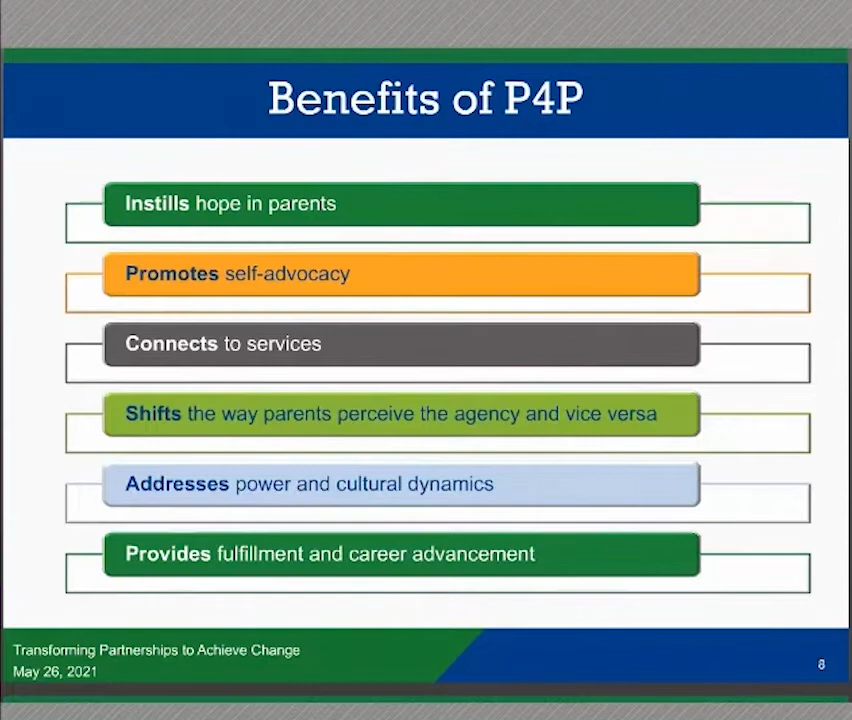 Benefits of P4P
Instills hope in parents
Promotes self-advocacy
Connects to services
Shifts the way parents perceive the agency and vice versa
Addresses power and cultural dynamics
Provides fulfillment and career advancement
Transforming Partnerships to Achieve Change
May 26, 2021
8